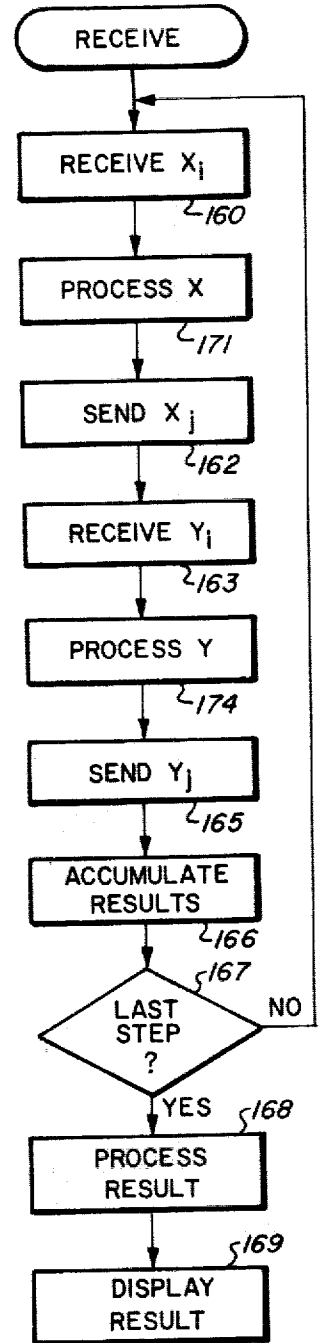 RECEIVE
RECEIVE Xi
160
PROCESS X
171
SEND Xj
162
RECEIVE Yi
163
PROCESS Y
174
SEND Yj
165
ACCUMULATE
RESULTS
166
167
LAST
STEP
?
NO
YES
168
PROCESS
RESULT
169
DISPLAY
RESULT